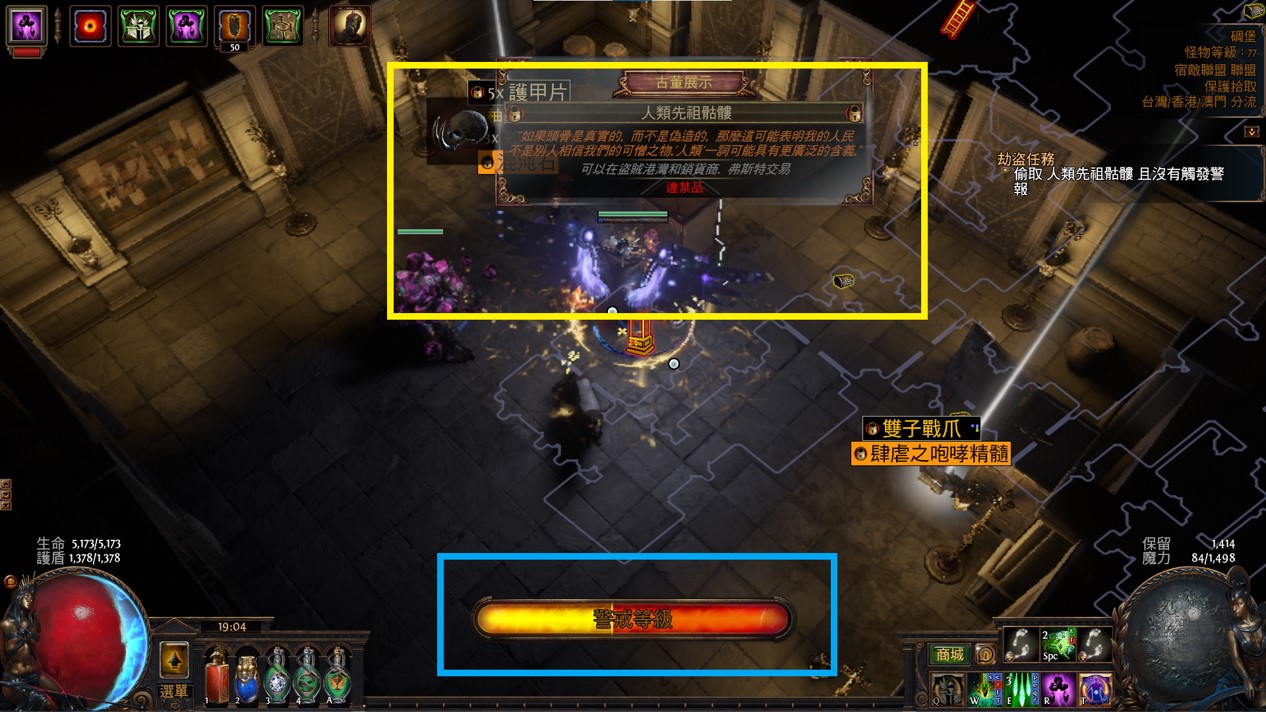 50
碉堡
怪物等級：77
宿敵聯盟 聯盟
保護拾取
台灣/香港/澳門 分流
古董展示
5x 護甲片
人類先祖骷髏
"如果頭骨是真實的, 而不是偽造的, 那麼這可能表明我的人民
不是別人相信我們的可憎之物.'人類'一詞可能具有更廣泛的含義."
可以在盜賊港灣和銷貨商. 弗斯特交易
違禁品
劫盜任務
偷取 人類先祖骷髏 且沒有觸發警
報
雙子戰爪
肆虐之咆哮精髓
生命 5,173/5,173
護盾 1,378/1,378
保留 1,414
魔力 84/1,498
警戒等級
19:04
選單
1 2 3 4 A
商城
2
Spc
Q W 3 E R T